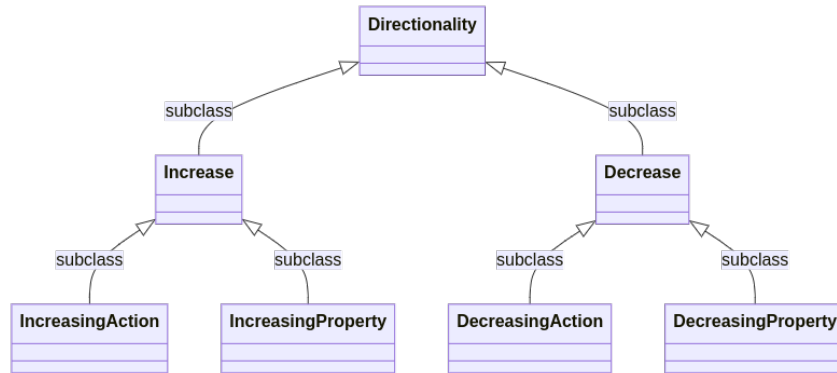 Directionality
subclass
subclass
Increase
Decrease
subclass
subclass
subclass
subclass
IncreasingAction
IncreasingProperty
DecreasingAction
DecreasingProperty